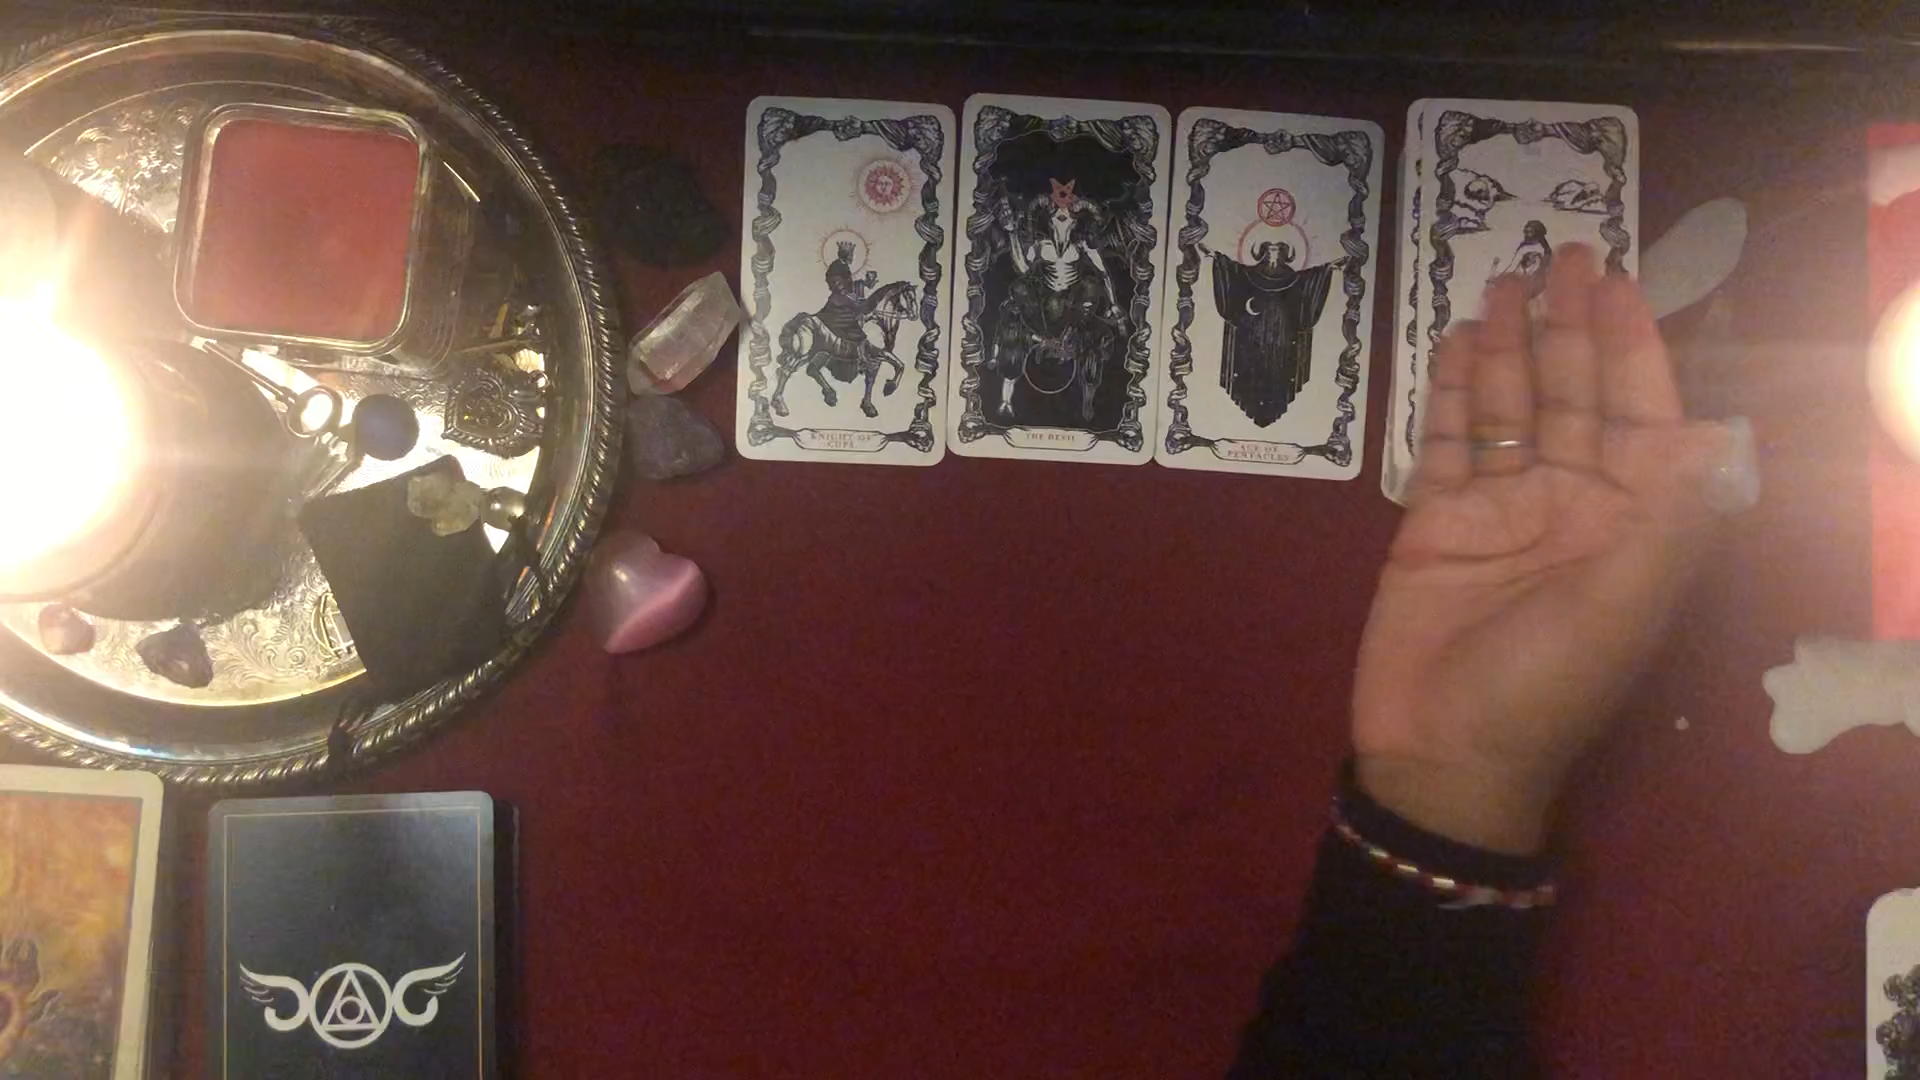 KNIGHT OF
CUPS
THE DEVIL
ACE OF
PENTACLES